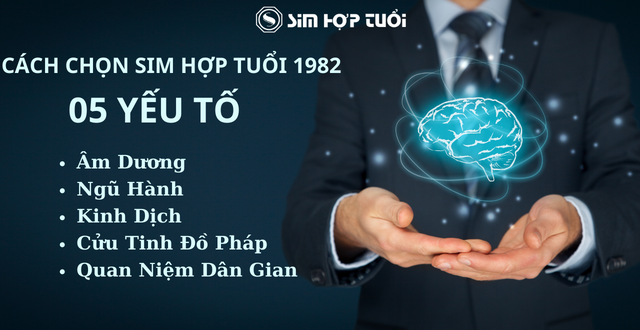 SIM HỢP TUỔI
CÁCH CHỌN SIM HỢP TUỔI 1982
05 YẾU TỐ
• Âm Dương
• Ngũ Hành
• Kinh Dịch
• Cửu Tinh Đồ Pháp
• Quan Niệm Dân Gian